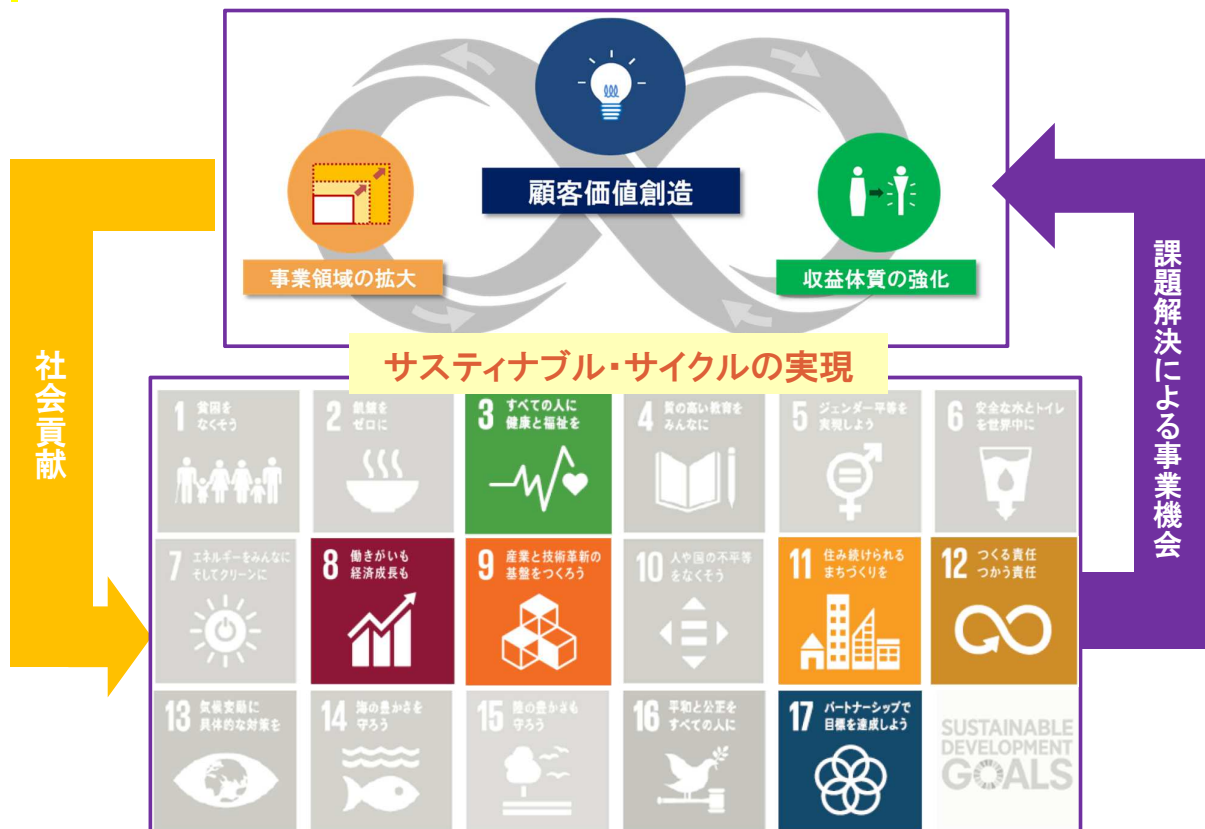 顧客価値創造
事業領域の拡大
収益体質の強化
サスティナブル・サイクルの実現
社会貢献
課題解決による事業機会
1 貧困を
なくそう
2 飢餓を
ゼロに
3 すべての人に
健康と福祉を
4 質の高い教育を
みんなに
5 ジェンダー平等を
実現しよう
6 安全な水とトイレ
を世界中に
7 エネルギーをみんなに
そしてクリーンに
8 働きがいも
経済成長も
9 産業と技術革新の
基盤をつくろう
10 人や国の不平等
をなくそう
11 住み続けられる
まちづくりを
12 つくる責任
つかう責任
13 気候変動に
具体的な対策を
14 海の豊かさを
守ろう
15 陸の豊かさも
守ろう
16 平和と公正を
すべての人に
17 パートナーシップで
目標を達成しよう
SUSTAINABLE
DEVELOPMENT
GOALS